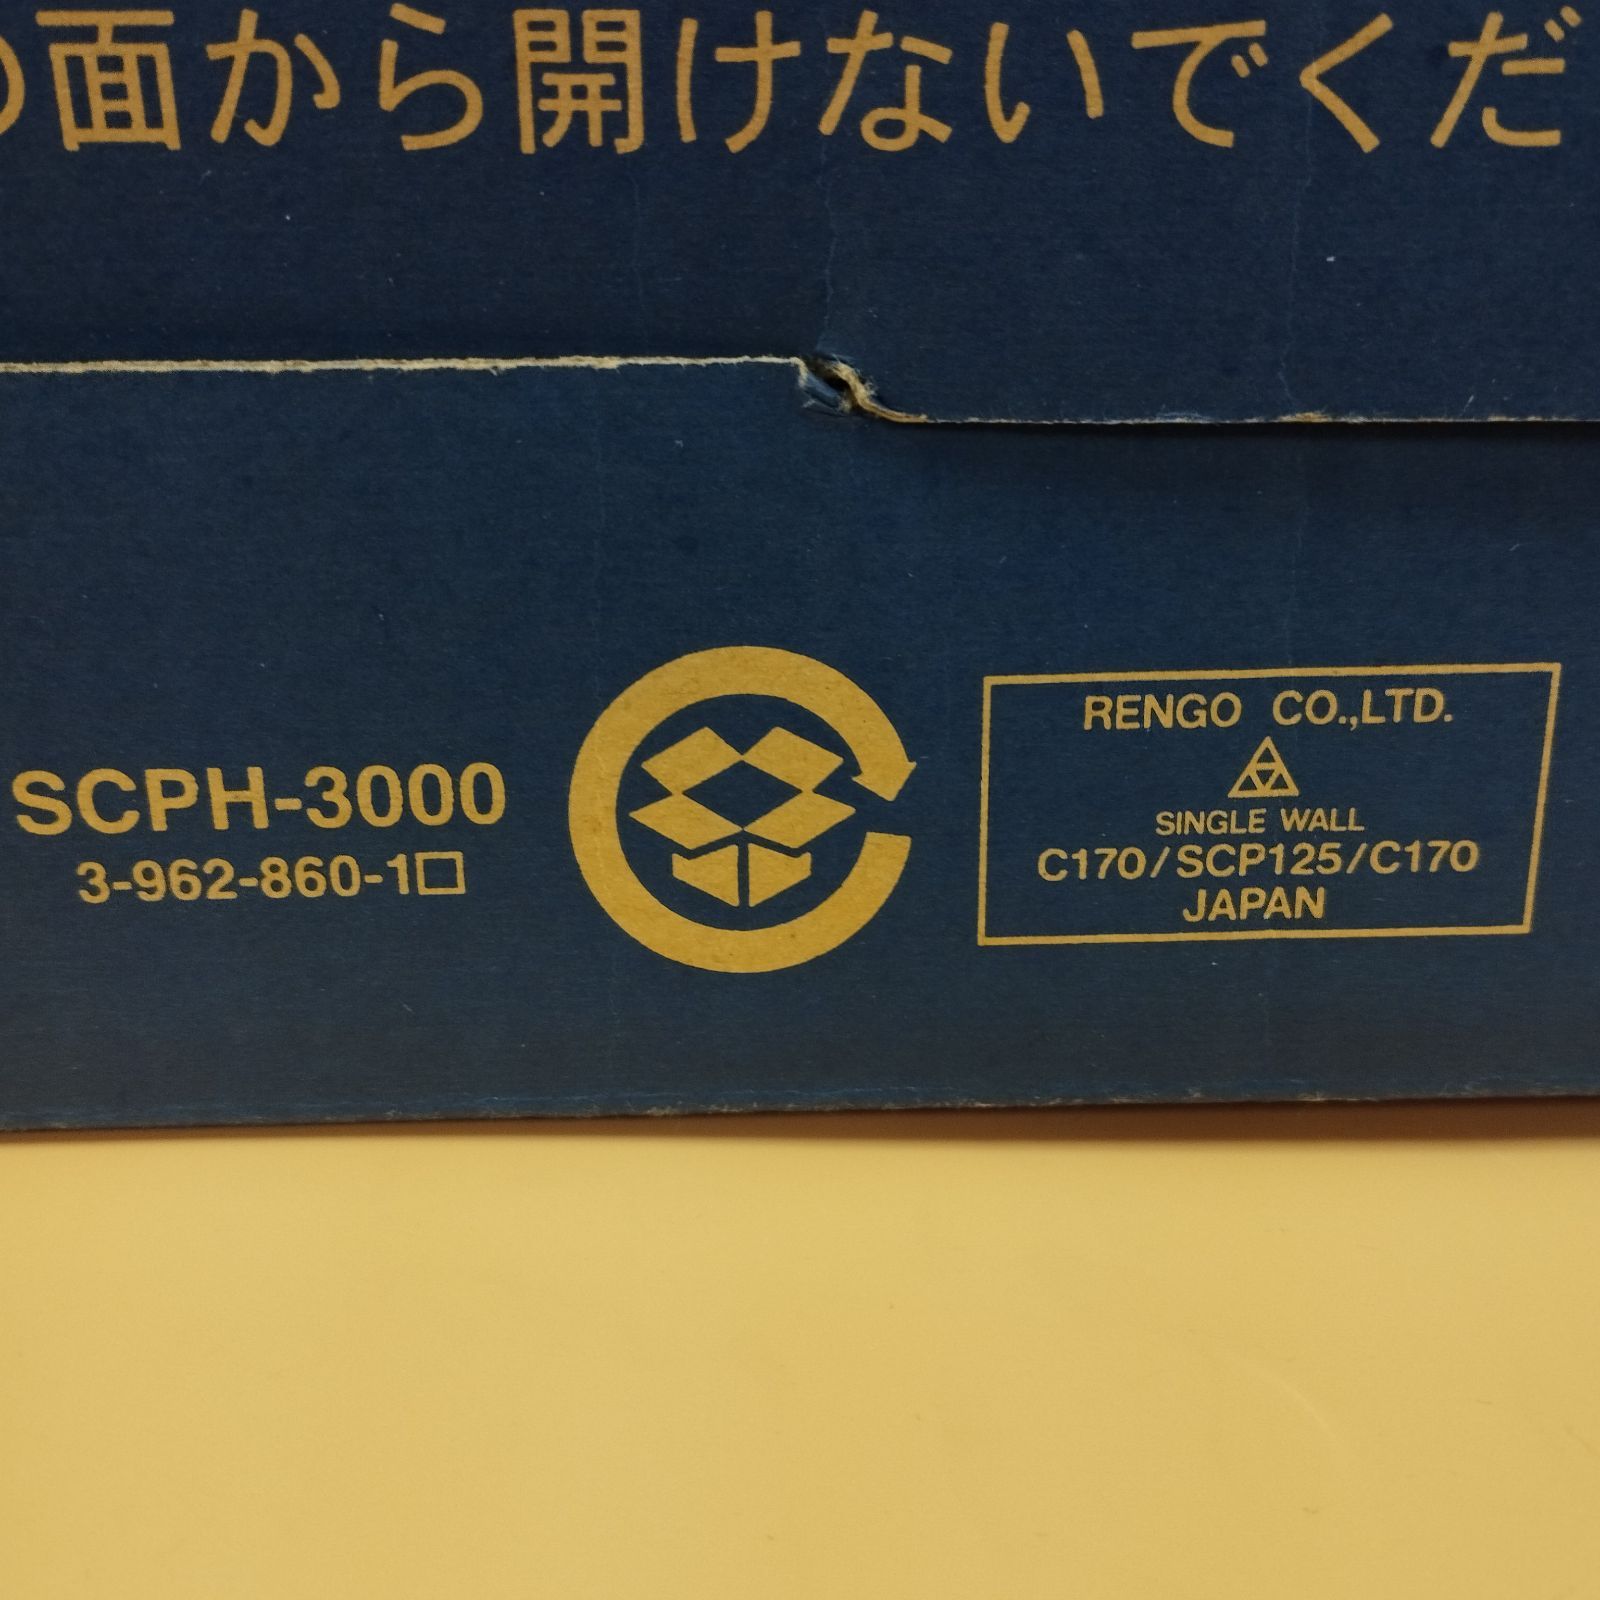 の面から開けないでくだ
SCPH-3000
3-962-860-1□
RENGO CO.,LTD.
SINGLE WALL
C170/SCP125/C170
JAPAN